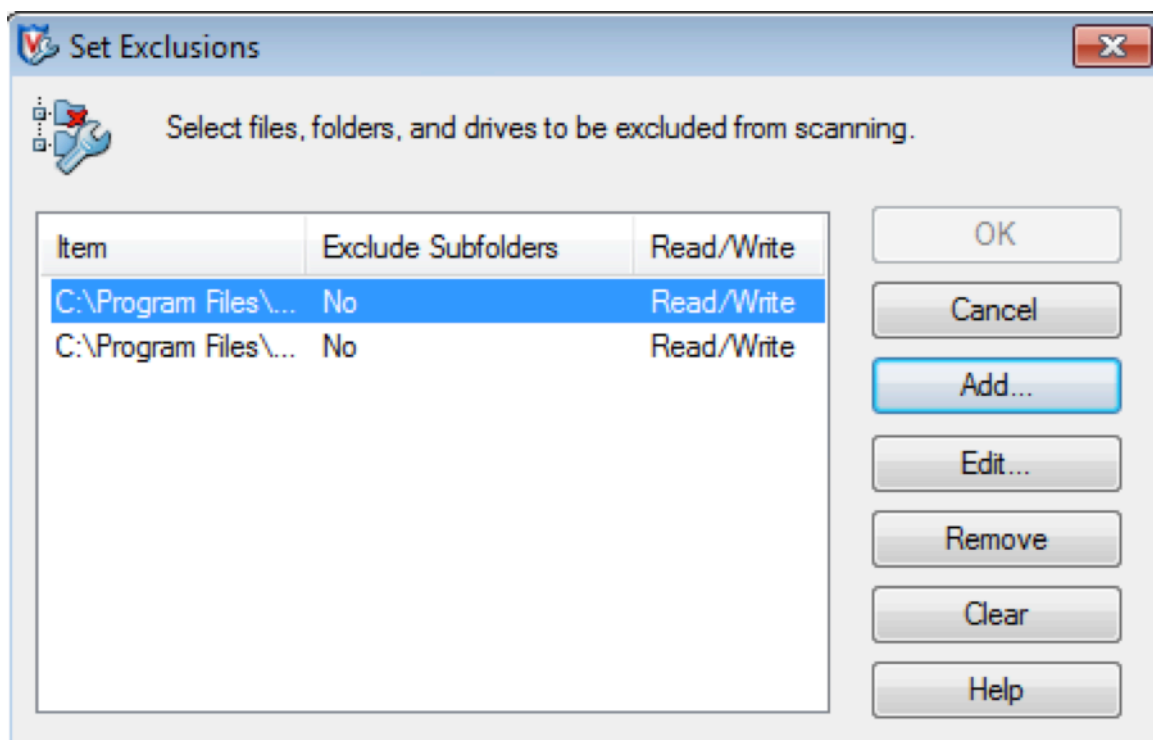 Set Exclusions
Select files, folders, and drives to be excluded from scanning.
Item Exclude Subfolders Read/Write
C:\Program Files\... No Read/Write
C:\Program Files\... No Read/Write
OK
Cancel
Add...
Edit...
Remove
Clear
Help